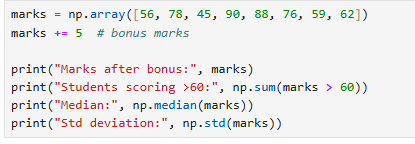 marks = np.array([56, 78, 45, 90, 88, 76, 59, 62])
marks += 5  # bonus marks
print("Marks after bonus:", marks)
print("Students scoring >60:", np.sum(marks > 60))
print("Median:", np.median(marks))
print("Std deviation:", np.std(marks))